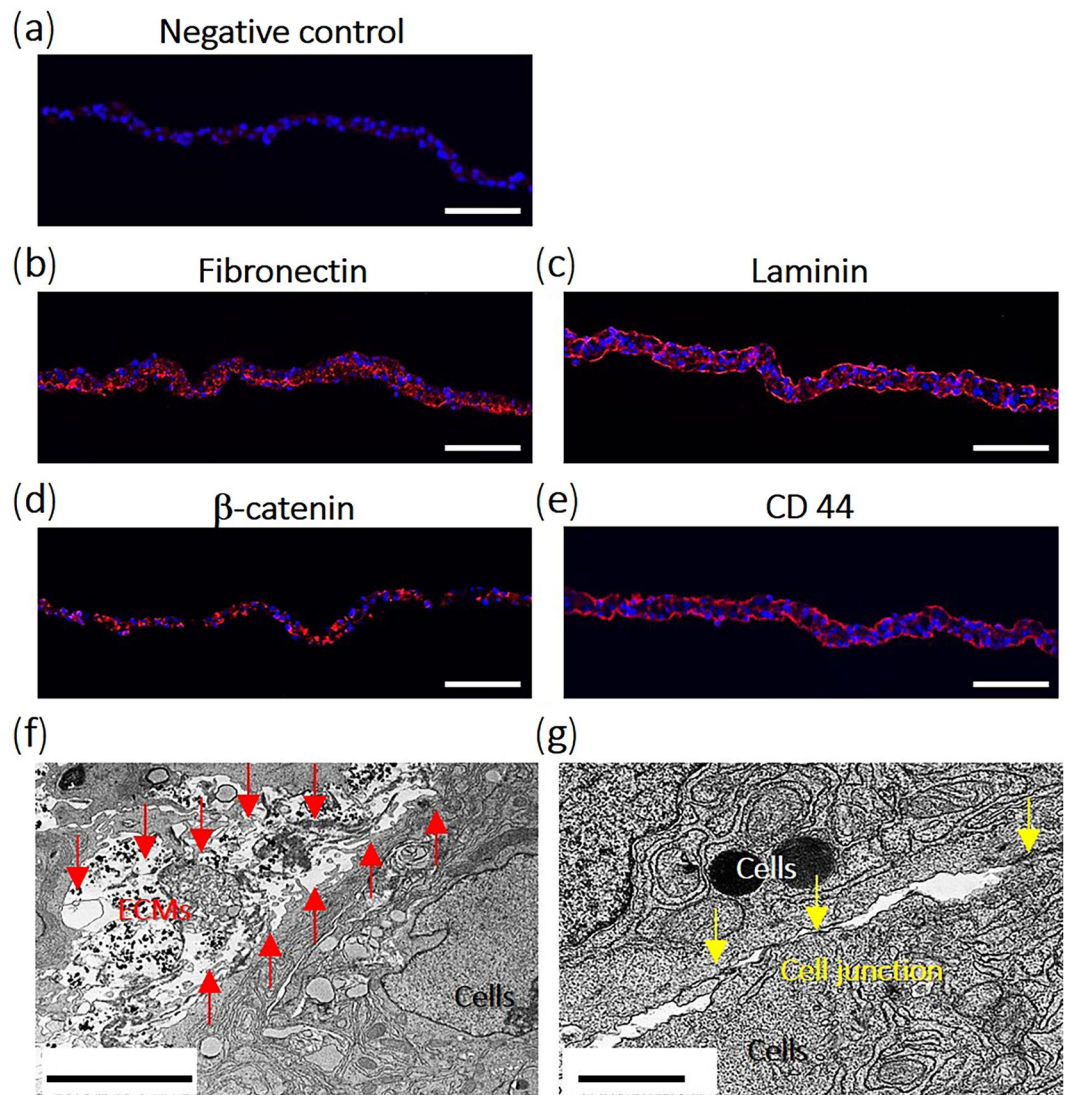 (a)
Negative control
(b)
Fibronectin
(c)
Laminin
(d)
β-catenin
(e)
CD 44
(f)
ECMs
Cells
(g)
Cells
Cell junction
Cells